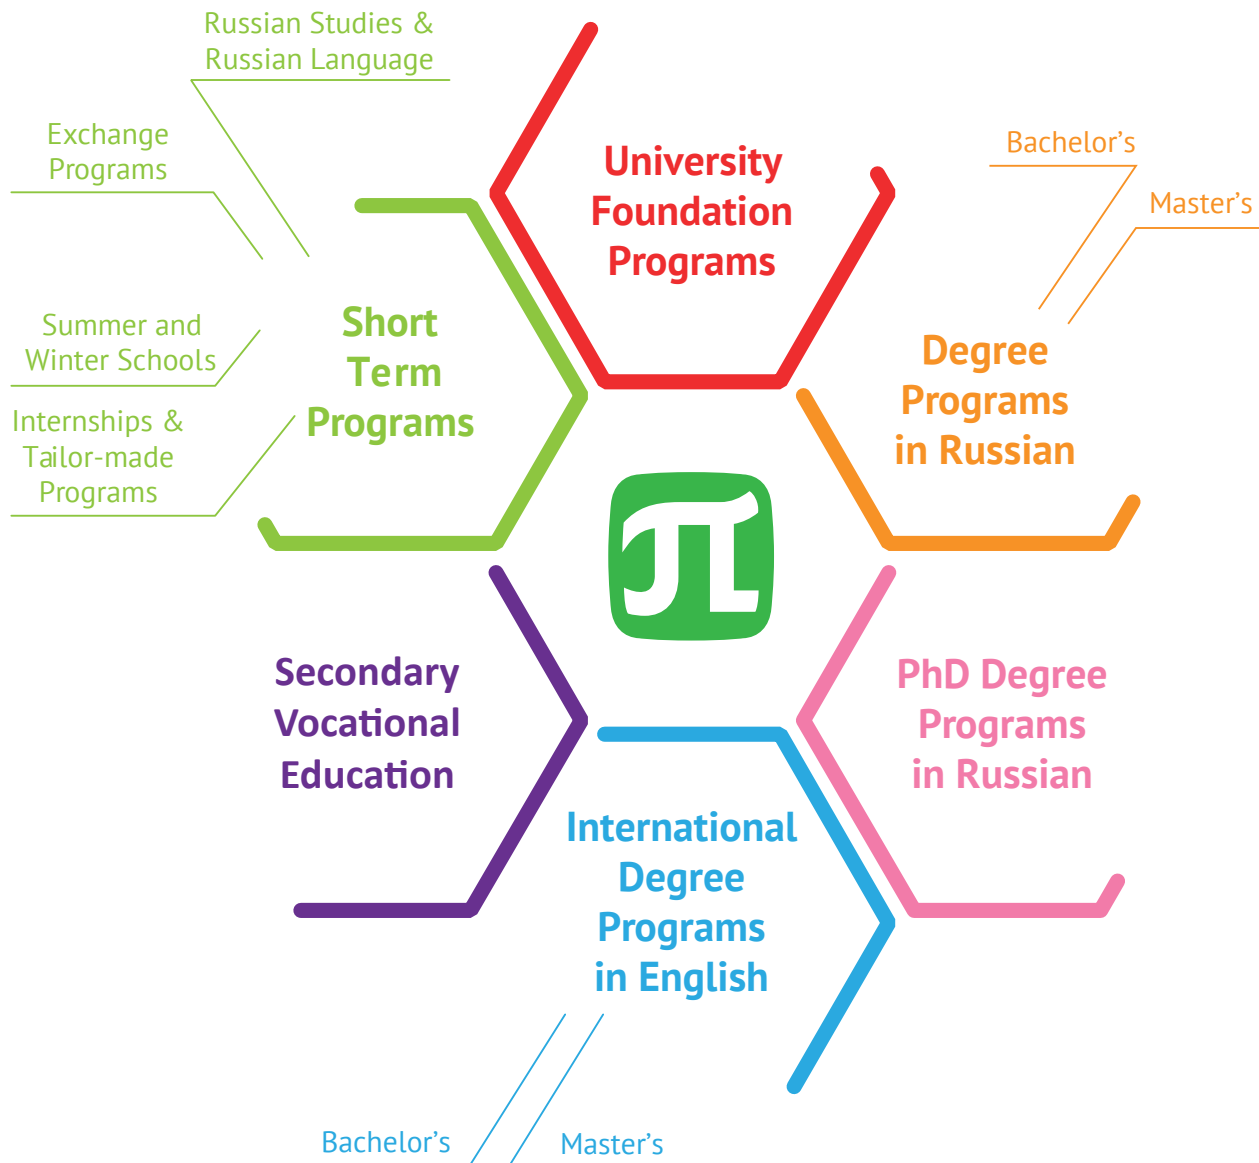 Russian Studies &
Russian Language
Exchange
Programs
Summer and
Winter Schools
Internships &
Tailor-made
Programs
Short
Term
Programs
University
Foundation
Programs
Bachelor’s
Master’s
Degree
Programs
in Russian
Secondary
Vocational
Education
PhD Degree
Programs
in Russian
International
Degree
Programs
in English
Bachelor’s
Master’s